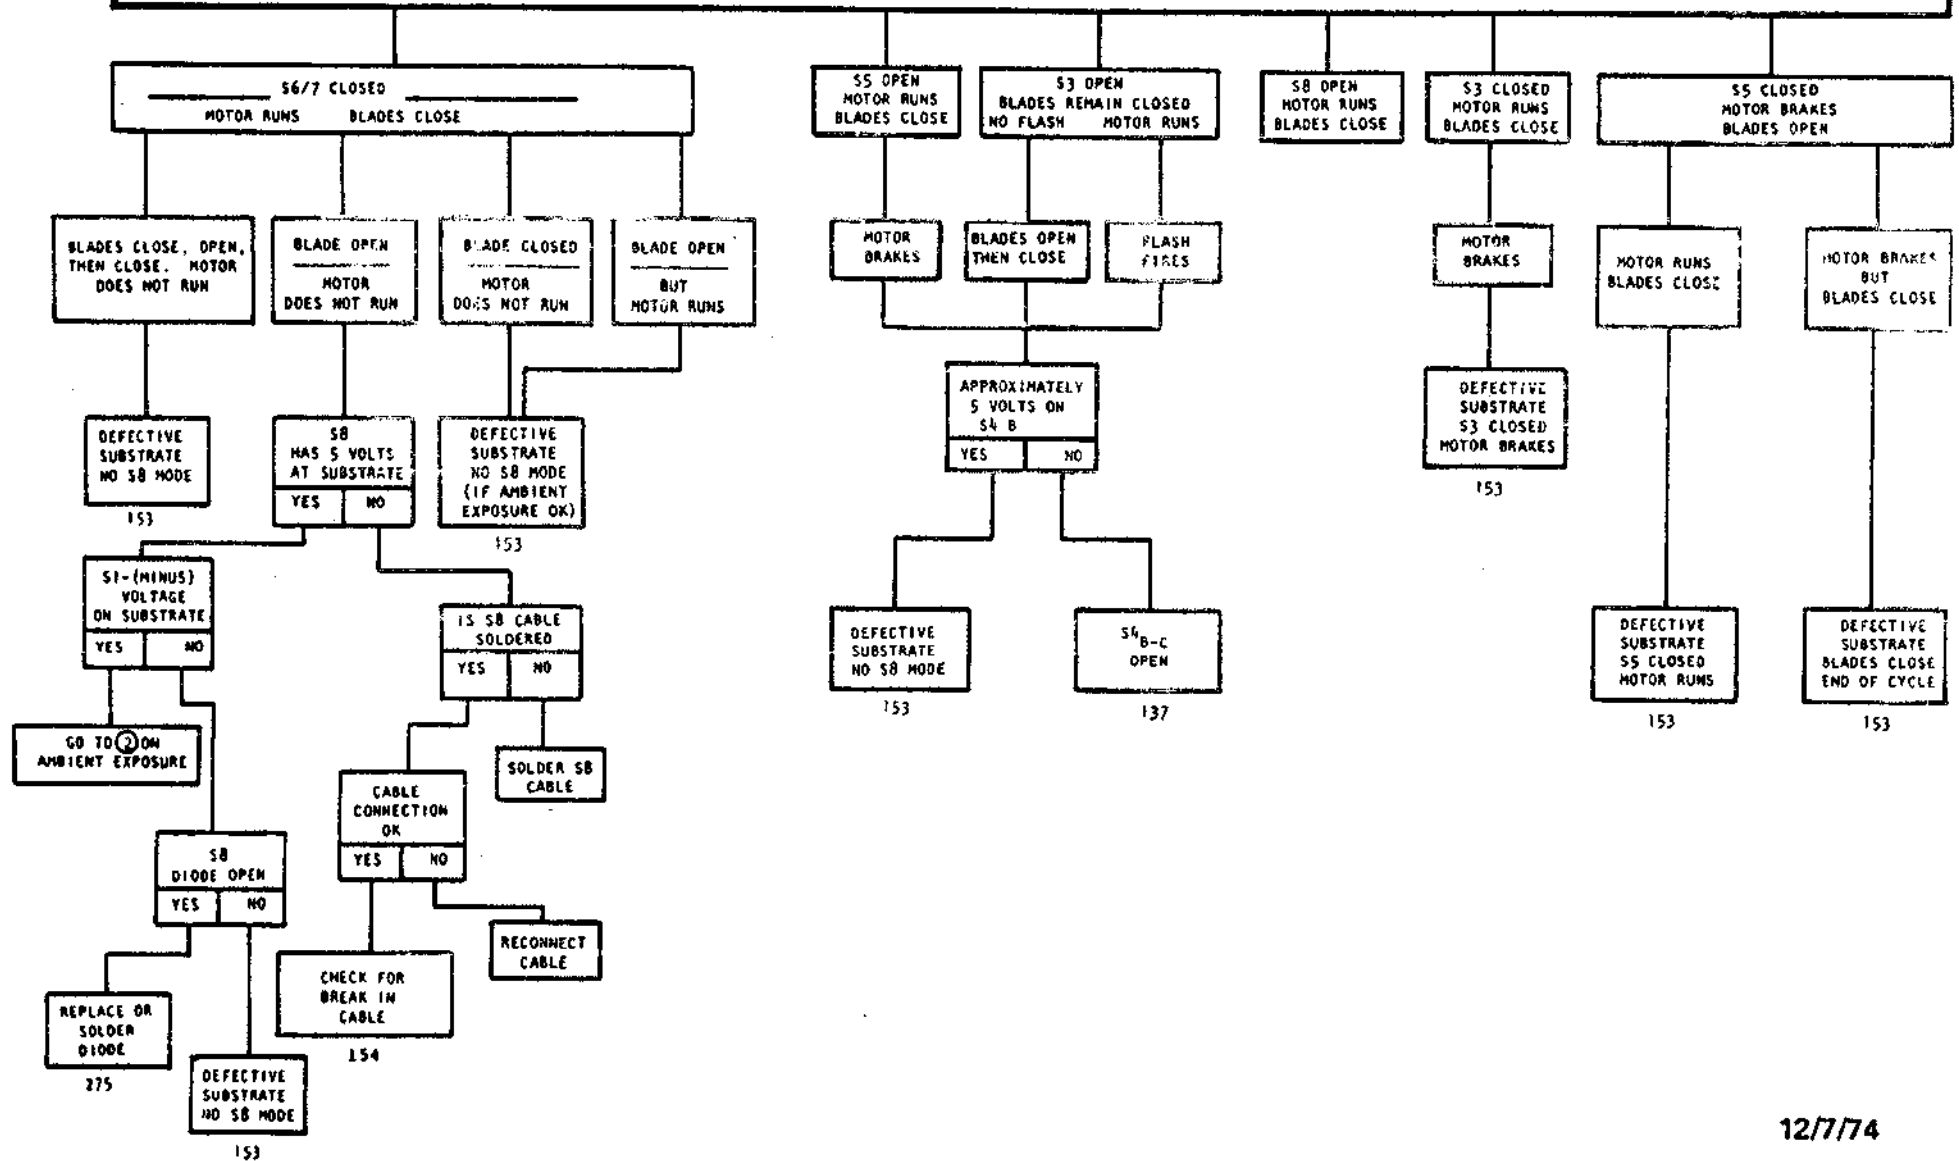 S6/7 CLOSED
MOTOR RUNS BLADES CLOSE
S5 OPEN
MOTOR RUNS
BLADES CLOSE
S3 OPEN
BLADES REMAIN CLOSED
NO FLASH MOTOR RUNS
S8 OPEN
MOTOR RUNS
BLADES CLOSE
S3 CLOSED
MOTOR RUNS
BLADES CLOSE
S5 CLOSED
MOTOR BRAKES
BLADES OPEN
BLADES CLOSE, OPEN,
THEN CLOSE. MOTOR
DOES NOT RUN
BLADE OPEN
MOTOR
DOES NOT RUN
BLADE CLOSED
MOTOR
DOES NOT RUN
BLADE OPEN
BUT
MOTOR RUNS
MOTOR
BRAKES
BLADES OPEN
THEN CLOSE
FLASH
FIRES
MOTOR
BRAKES
MOTOR RUNS
BLADES CLOSE
MOTOR BRAKES
BUT
BLADES CLOSE
DEFECTIVE
SUBSTRATE
NO S8 MODE
153
S8
HAS 5 VOLTS
AT SUBSTRATE
YES NO
DEFECTIVE
SUBSTRATE
NO S8 MODE
(IF AMBIENT
EXPOSURE OK)
153
APPROXIMATELY
5 VOLTS ON
S4 B
YES NO
DEFECTIVE
SUBSTRATE
S3 CLOSED
MOTOR BRAKES
153
S1-(MINUS)
VOLTAGE
ON SUBSTRATE
YES NO
IS S8 CABLE
SOLDERED
YES NO
DEFECTIVE
SUBSTRATE
NO S8 MODE
153
S4B-C
OPEN
137
DEFECTIVE
SUBSTRATE
S5 CLOSED
MOTOR RUNS
153
DEFECTIVE
SUBSTRATE
BLADES CLOSE
END OF CYCLE
153
GO TO 2 ON
AMBIENT EXPOSURE
SOLDER S8
CABLE
CABLE
CONNECTION
OK
YES NO
S8
DIODE OPEN
YES NO
RECONNECT
CABLE
CHECK FOR
BREAK IN
CABLE
154
REPLACE OR
SOLDER
DIODE
275
DEFECTIVE
SUBSTRATE
NO S8 MODE
153
12/7/74